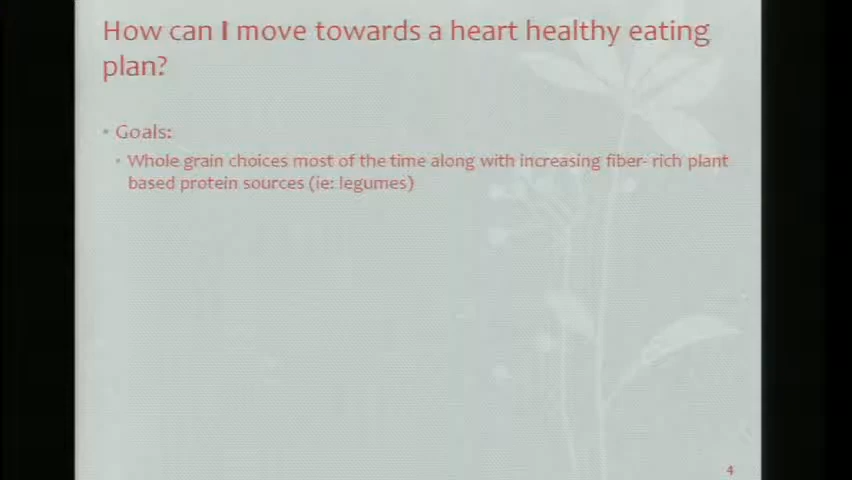 How can I move towards a heart healthy eating
plan?
• Goals:
• Whole grain choices most of the time along with increasing fiber- rich plant
based protein sources (ie: legumes)
4